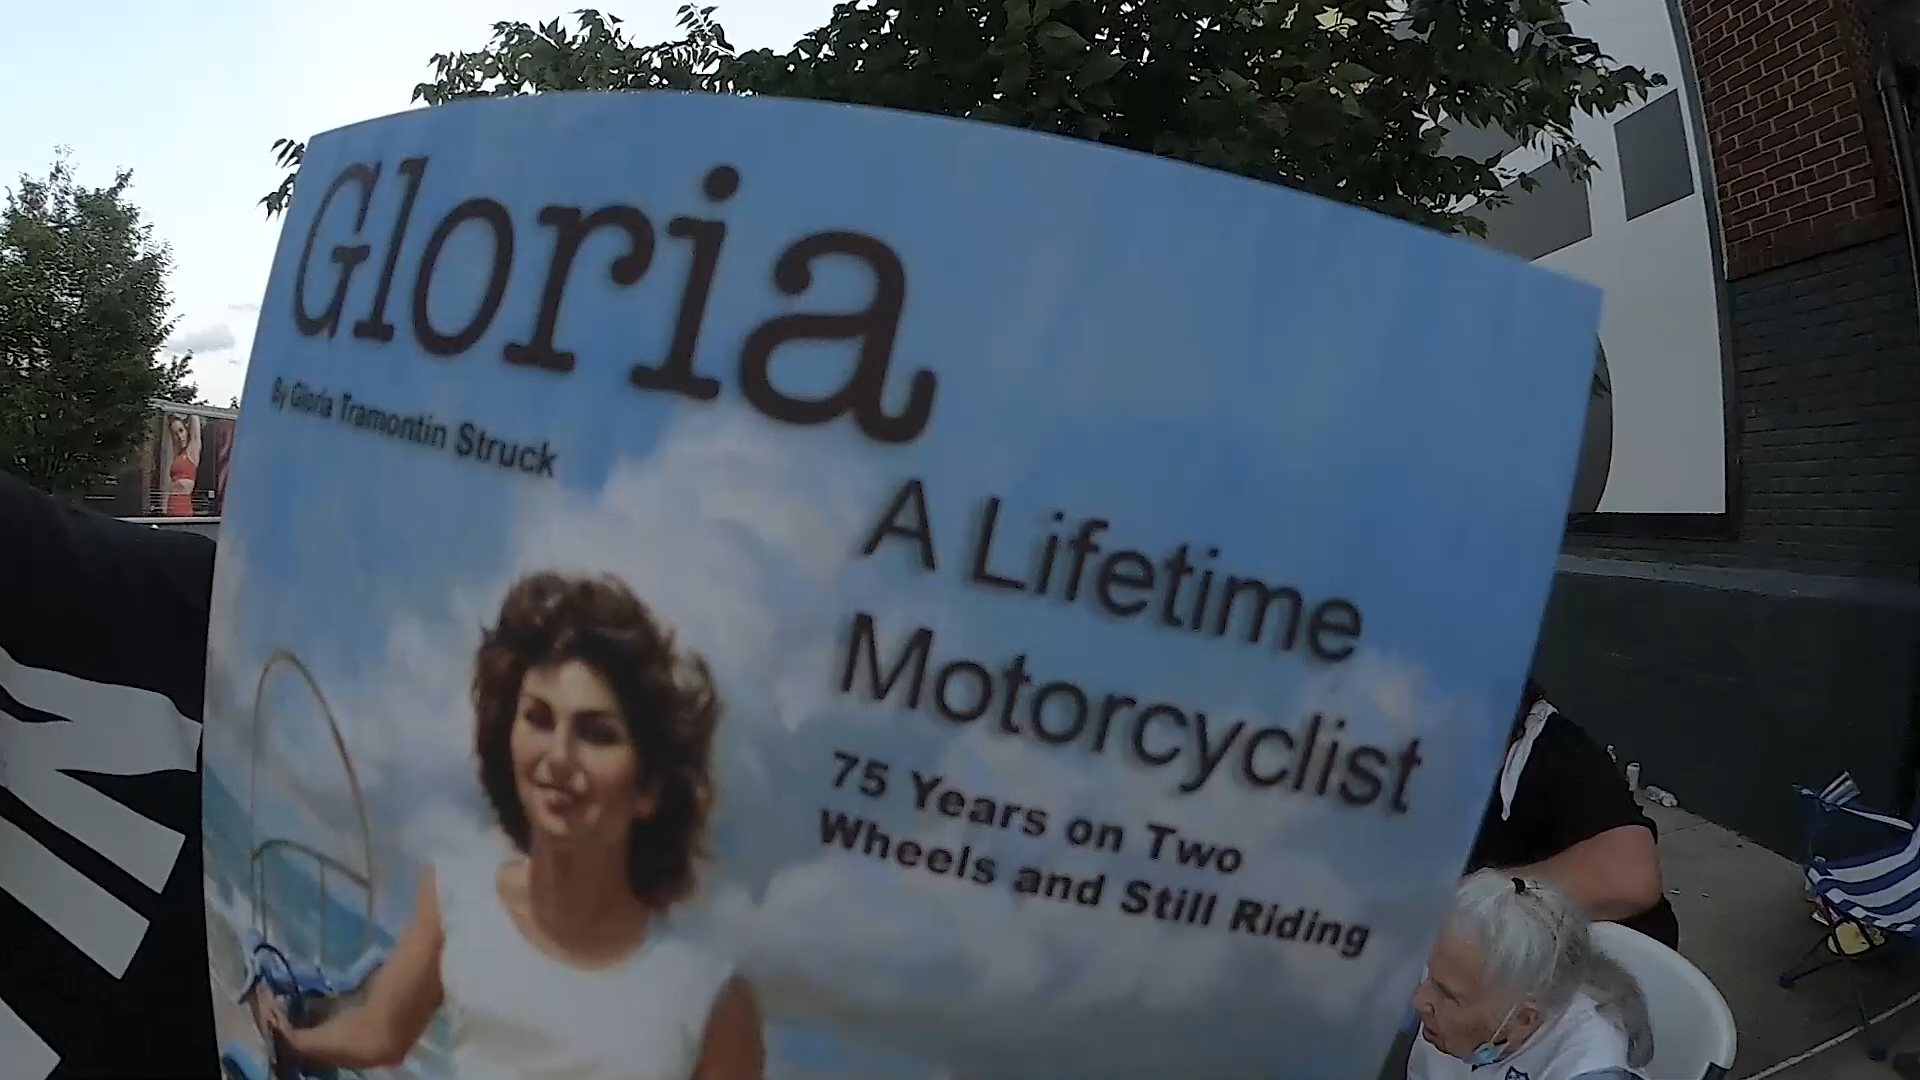 Gloria
By Gloria Tramontin Struck
A Lifetime
Motorcyclist
75 Years on Two
Wheels and Still Riding